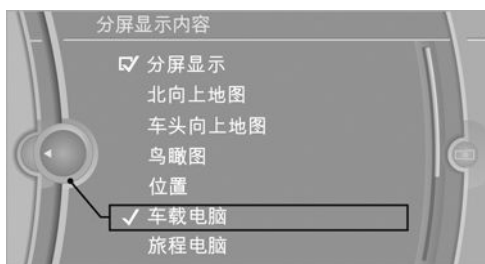 分屏显示内容
分屏显示
北向上地图
车头向上地图
鸟瞰图
位置
车载电脑
旅程电脑